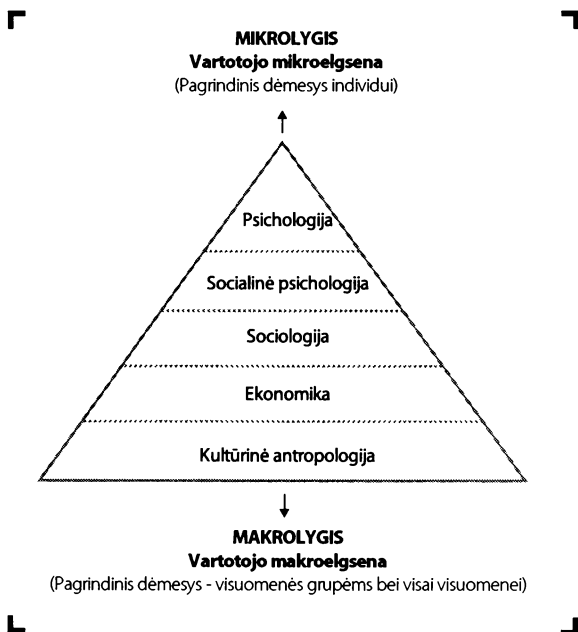 MIKROLYGIS
Vartotojo mikroelgsena
(Pagrindinis dėmesys individui)
Psichologija
Socialinė psichologija
Sociologija
Ekonomika
Kultūrinė antropologija
MAKROLYGIS
Vartotojo makroelgsena
(Pagrindinis dėmesys - visuomenės grupėms bei visai visuomenei)